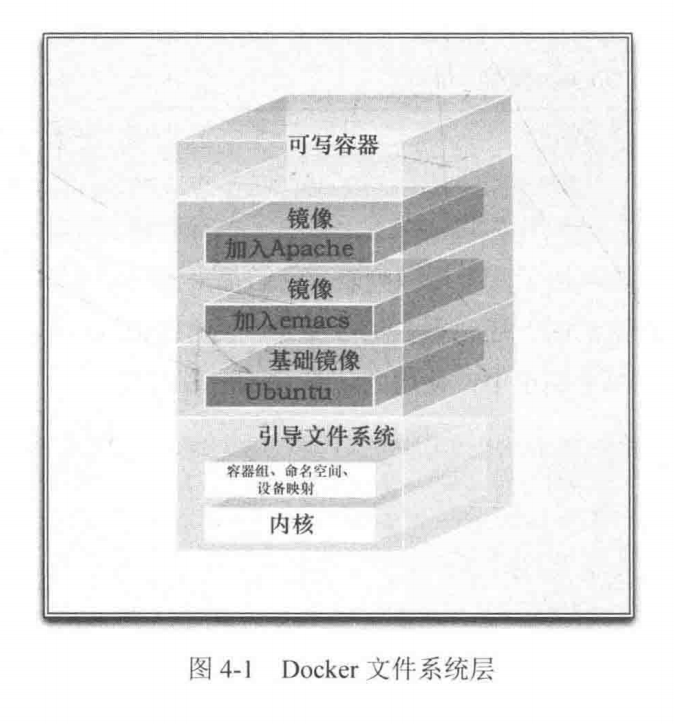 可写容器
镜像
加入Apache
镜像
加入emacs
基础镜像
Ubuntu
引导文件系统
容器组、命名空间、
设备映射
内核
图 4-1 Docker 文件系统层